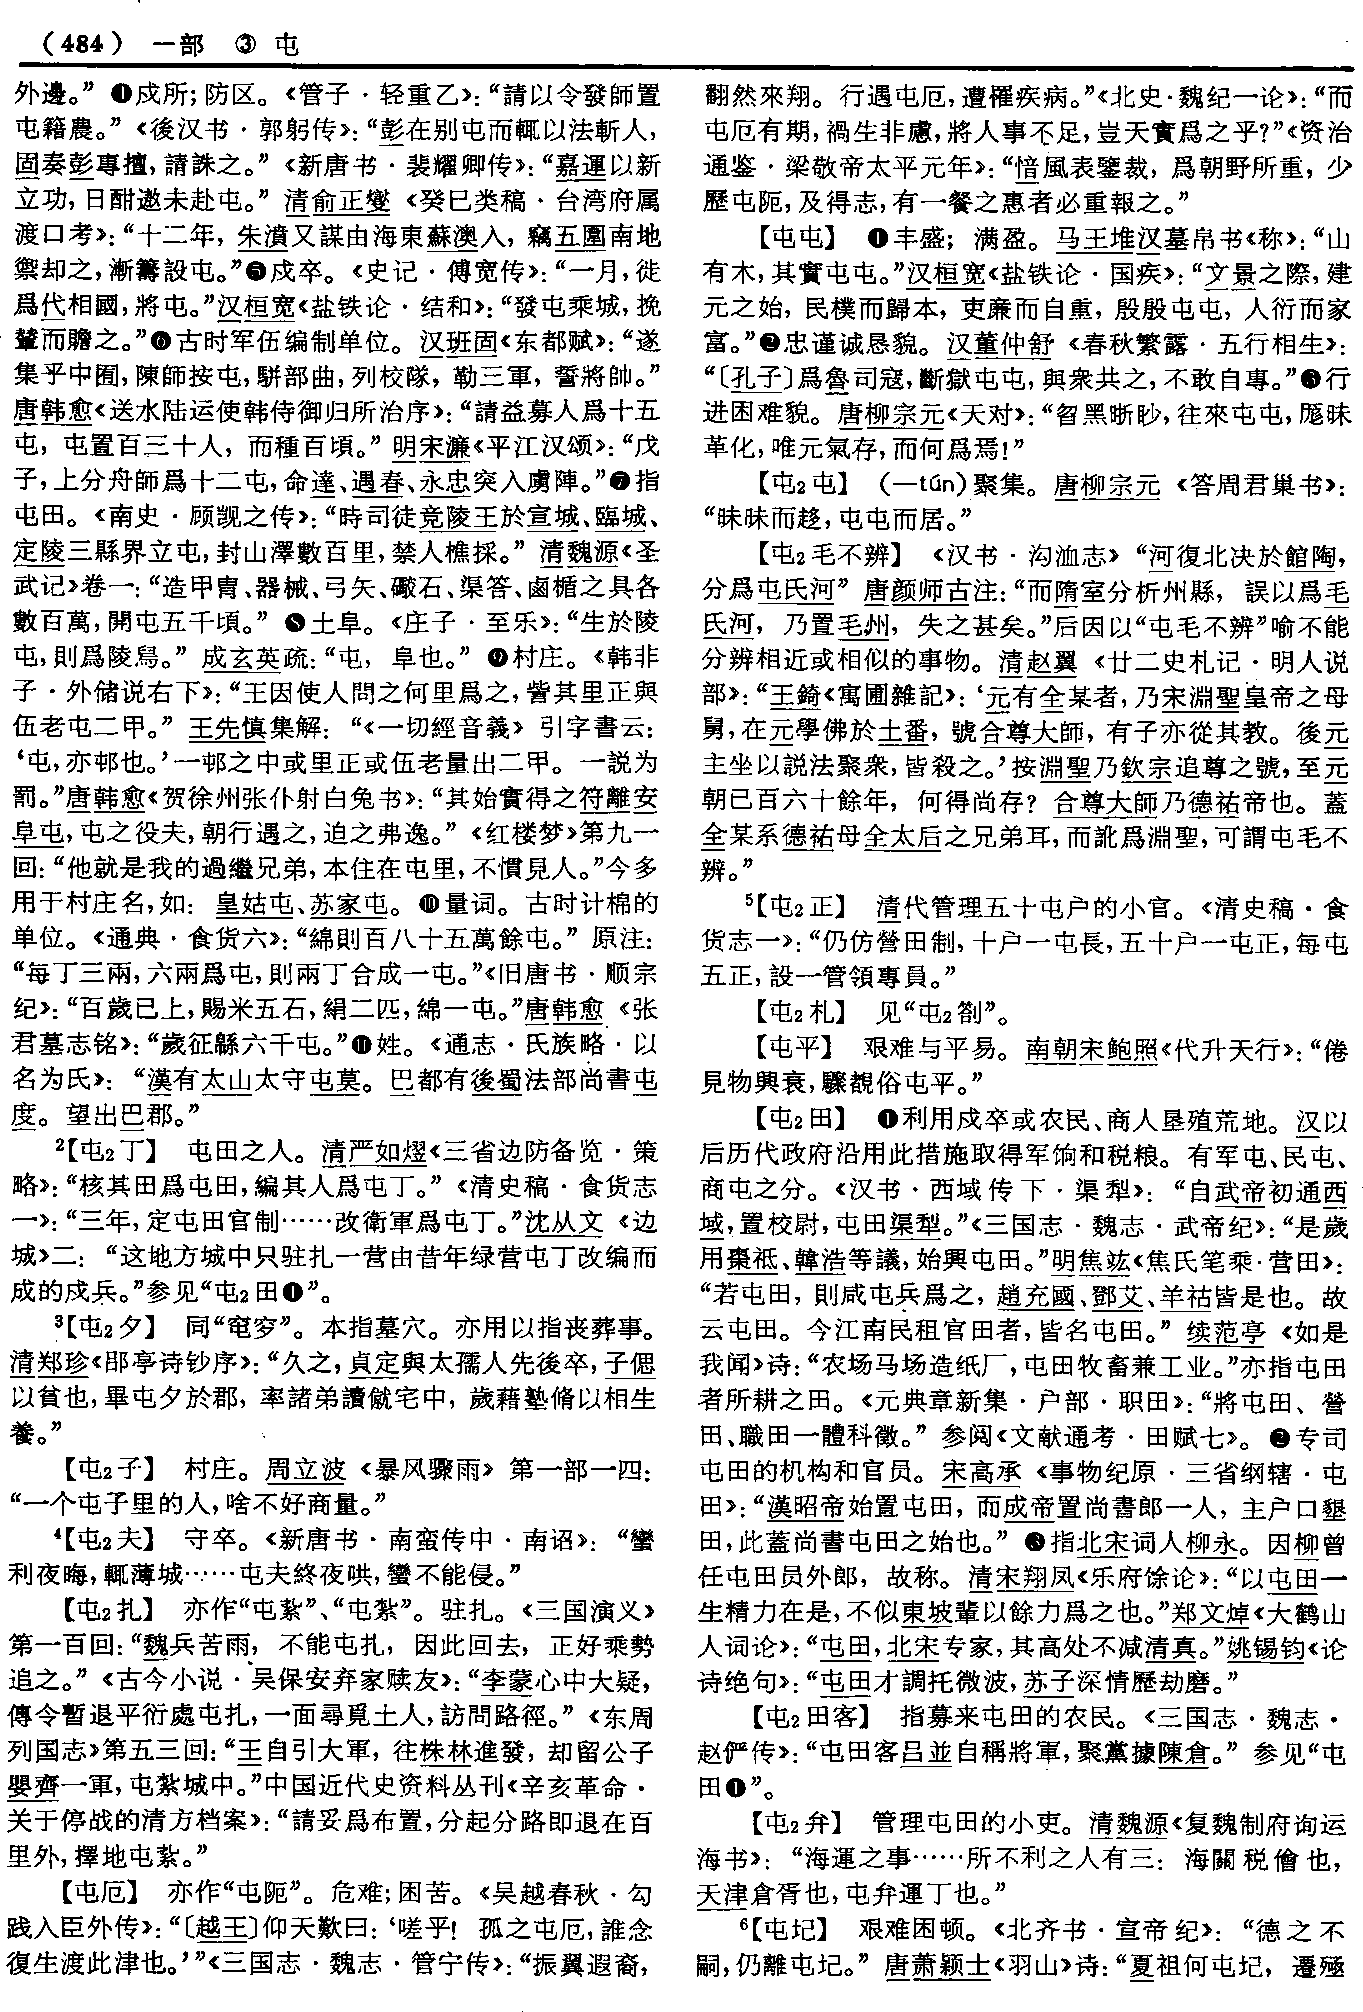 （484） 一部 ③ 屯
外邊。”❹戍所；防区。《管子·轻重乙》：“請以令發師置
屯籍農。”《後汉书·郭躬传》：“彭在别屯而輒以法斬人，
固奏彭專擅，請誅之。”《新唐书·裴耀卿传》：“嘉運以新
立功，日酣遨未赴屯。”清俞正燮《癸巳类稿·台湾府属
渡口考》：“十二年，朱濆又謀由海東蘇澳入，竊五圍南地
禦却之，漸籌設屯。”❺戍卒。《史记·傅宽传》：“一月，徙
爲代相國，將屯。”汉桓宽《盐铁论·结和》：“發屯乘城，挽
輦而贍之。”❻古时军伍编制单位。汉班固《东都赋》：“遂
集乎中囿，陳師按屯，駢部曲，列校隊，勒三軍，誓將帥。”
唐韩愈《送水陆运使韩侍御归所治序》：“請益募人爲十五
屯，屯置百三十人，而種百頃。”明宋濂《平江汉颂》：“戊
子，上分舟師爲十二屯，命達、遇春、永忠突入虜陣。”❼指
屯田。《南史·顾觊之传》：“時司徒竟陵王於宣城、臨城、
定陵三縣界立屯，封山澤數百里，禁人樵採。”清魏源《圣
武记》卷一：“造甲冑、器械、弓矢、礮石、渠答、鹵楯之具各
數百萬，開屯五千頃。”❽土阜。《庄子·至乐》：“生於陵
屯，則爲陵舄。”成玄英疏：“屯，阜也。”❾村庄。《韩非
子·外储说右下》：“王因使人問之何里爲之，訾其里正與
伍老屯二甲。”王先慎集解：“《一切經音義》引字書云：
‘屯，亦邨也。’一邨之中或里正或伍老量出二甲。一説为
罰。”唐韩愈《贺徐州张仆射白兔书》：“其始實得之符離安
阜屯，屯之役夫，朝行遇之，迫之弗逸。”《红楼梦》第九一
回：“他就是我的過繼兄弟，本住在屯里，不慣見人。”今多
用于村庄名，如：皇姑屯、苏家屯。❿量词。古时计棉的
单位。《通典·食货六》：“綿則百八十五萬餘屯。”原注：
“每丁三兩，六兩爲屯，則兩丁合成一屯。”《旧唐书·顺宗
纪》：“百歲已上，賜米五石，絹二匹，綿一屯。”唐韩愈《张
君墓志铭》：“歲征緜六千屯。”⓫姓。《通志·氏族略·以
名为氏》：“漢有太山太守屯莫。巴都有後蜀法部尚書屯
度。望出巴郡。”
²【屯₂丁】 屯田之人。清严如熤《三省边防备览·策
略》：“核其田爲屯田，編其人爲屯丁。”《清史稿·食货志
一》：“三年，定屯田官制……改衛軍爲屯丁。”沈从文《边
城》二：“这地方城中只驻扎一营由昔年绿营屯丁改编而
成的戍兵。”参见“屯₂田❶”。
³【屯₂夕】 同“窀穸”。本指墓穴。亦用以指丧葬事。
清郑珍《郘亭诗钞序》：“久之，貞定與太孺人先後卒，子偲
以貧也，畢屯夕於郡，率諸弟讀僦宅中，歲藉塾脩以相生
養。”
【屯₂子】 村庄。周立波《暴风骤雨》第一部一四：
“一个屯子里的人，啥不好商量。”
⁴【屯₂夫】 守卒。《新唐书·南蛮传中·南诏》：“蠻
利夜晦，輒薄城……屯夫終夜哄，蠻不能侵。”
【屯₂扎】 亦作“屯紥”、“屯紮”。驻扎。《三国演义》
第一百回：“魏兵苦雨，不能屯扎，因此回去，正好乘勢
追之。”《古今小说·吴保安弃家赎友》：“李蒙心中大疑，
傳令暫退平衍處屯扎，一面尋覓土人，訪問路徑。”《东周
列国志》第五三回：“王自引大軍，往株林進發，却留公子
嬰齊一軍，屯紮城中。”中国近代史资料丛刊《辛亥革命·
关于停战的清方档案》：“請妥爲布置，分起分路即退在百
里外，擇地屯紮。”
【屯厄】 亦作“屯阨”。危难；困苦。《吴越春秋·勾
践入臣外传》：“〔越王〕仰天歎曰：‘嗟乎！孤之屯厄，誰念
復生渡此津也。’”《三国志·魏志·管宁传》：“振翼遐裔，
翻然來翔。行遇屯厄，遭罹疾病。”《北史·魏纪一论》：“而
屯厄有期，禍生非慮，將人事不足，豈天實爲之乎？”《资治
通鉴·梁敬帝太平元年》：“愔風表鑒裁，爲朝野所重，少
歷屯阨，及得志，有一餐之惠者必重報之。”
【屯屯】 ❶丰盛；满盈。马王堆汉墓帛书《称》：“山
有木，其實屯屯。”汉桓宽《盐铁论·国疾》：“文景之際，建
元之始，民樸而歸本，吏廉而自重，殷殷屯屯，人衍而家
富。”❷忠谨诚恳貌。汉董仲舒《春秋繁露·五行相生》：
“〔孔子〕爲魯司寇，斷獄屯屯，與衆共之，不敢自專。”❸行
进困难貌。唐柳宗元《天对》：“曶黑晰眇，往來屯屯，厖昧
革化，唯元氣存，而何爲焉！”
【屯₂屯】 （—tún）聚集。唐柳宗元《答周君巢书》：
“昧昧而趍，屯屯而居。”
【屯₂毛不辨】 《汉书·沟洫志》“河復北决於館陶，
分爲屯氏河”唐颜师古注：“而隋室分析州縣，誤以爲毛
氏河，乃置毛州，失之甚矣。”后因以“屯毛不辨”喻不能
分辨相近或相似的事物。清赵翼《廿二史札记·明人说
部》：“王錡《寓圃雜記》：‘元有全某者，乃宋淵聖皇帝之母
舅，在元學佛於土番，號合尊大師，有子亦從其教。後元
主坐以説法聚衆，皆殺之。’按淵聖乃欽宗追尊之號，至元
朝已百六十餘年，何得尚存？合尊大師乃德祐帝也。蓋
全某系德祐母全太后之兄弟耳，而訛爲淵聖，可謂屯毛不
辨。”
⁵【屯₂正】 清代管理五十屯户的小官。《清史稿·食
货志一》：“仍仿營田制，十户一屯長，五十户一屯正，每屯
五正，設一管領專員。”
【屯₂札】 见“屯₂劄”。
【屯平】 艰难与平易。南朝宋鲍照《代升天行》：“倦
見物興衰，驟覩俗屯平。”
【屯₂田】 ❶利用戍卒或农民、商人垦殖荒地。汉以
后历代政府沿用此措施取得军饷和税粮。有军屯、民屯、
商屯之分。《汉书·西域传下·渠犁》：“自武帝初通西
域，置校尉，屯田渠犁。”《三国志·魏志·武帝纪》：“是歲
用棗祗、韓浩等議，始興屯田。”明焦竑《焦氏笔乘·营田》：
“若屯田，則咸屯兵爲之，趙充國、鄧艾、羊祜皆是也。故
云屯田。今江南民租官田者，皆名屯田。”续范亭《如是
我闻》诗：“农场马场造纸厂，屯田牧畜兼工业。”亦指屯田
者所耕之田。《元典章新集·户部·职田》：“將屯田、營
田、職田一體科徵。”参阅《文献通考·田赋七》。❷专司
屯田的机构和官员。宋高承《事物纪原·三省纲辖·屯
田》：“漢昭帝始置屯田，而成帝置尚書郎一人，主户口墾
田，此蓋尚書屯田之始也。”❸指北宋词人柳永。因柳曾
任屯田员外郎，故称。清宋翔凤《乐府馀论》：“以屯田一
生精力在是，不似東坡輩以餘力爲之也。”郑文焯《大鹤山
人词论》：“屯田，北宋专家，其高处不减清真。”姚锡钧《论
诗绝句》：“屯田才調托微波，苏子深情歷劫磨。”
【屯₂田客】 指募来屯田的农民。《三国志·魏志·
赵俨传》：“屯田客吕並自稱將軍，聚黨據陳倉。”参见“屯
田❶”。
【屯₂弁】 管理屯田的小吏。清魏源《复魏制府询运
海书》：“海運之事……所不利之人有三：海關税儈也，
天津倉胥也，屯弁運丁也。”
⁶【屯圮】 艰难困顿。《北齐书·宣帝纪》：“德之不
嗣，仍離屯圮。”唐萧颖士《羽山》诗：“夏祖何屯圮，遷殛